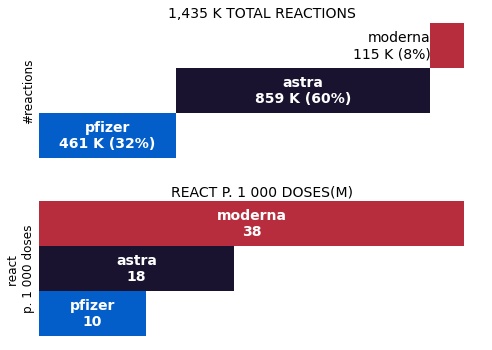 1,435 K TOTAL REACTIONS
moderna
115 K (8%)
astra
859 K (60%)
pfizer
461 K (32%)
#reactions
REACT P. 1 000 DOSES(M)
moderna
38
astra
18
pfizer
10
react
p. 1 000 doses